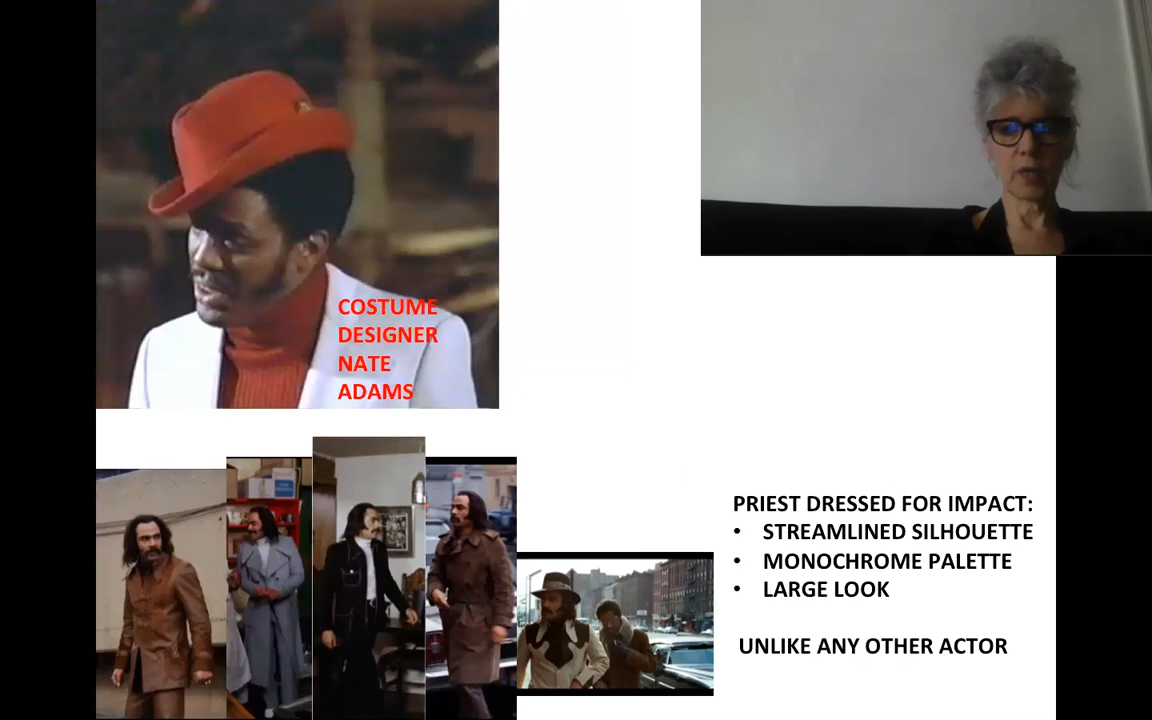 COSTUME
DESIGNER
NATE
ADAMS
PRIEST DRESSED FOR IMPACT:
• STREAMLINED SILHOUETTE
• MONOCHROME PALETTE
• LARGE LOOK
UNLIKE ANY OTHER ACTOR